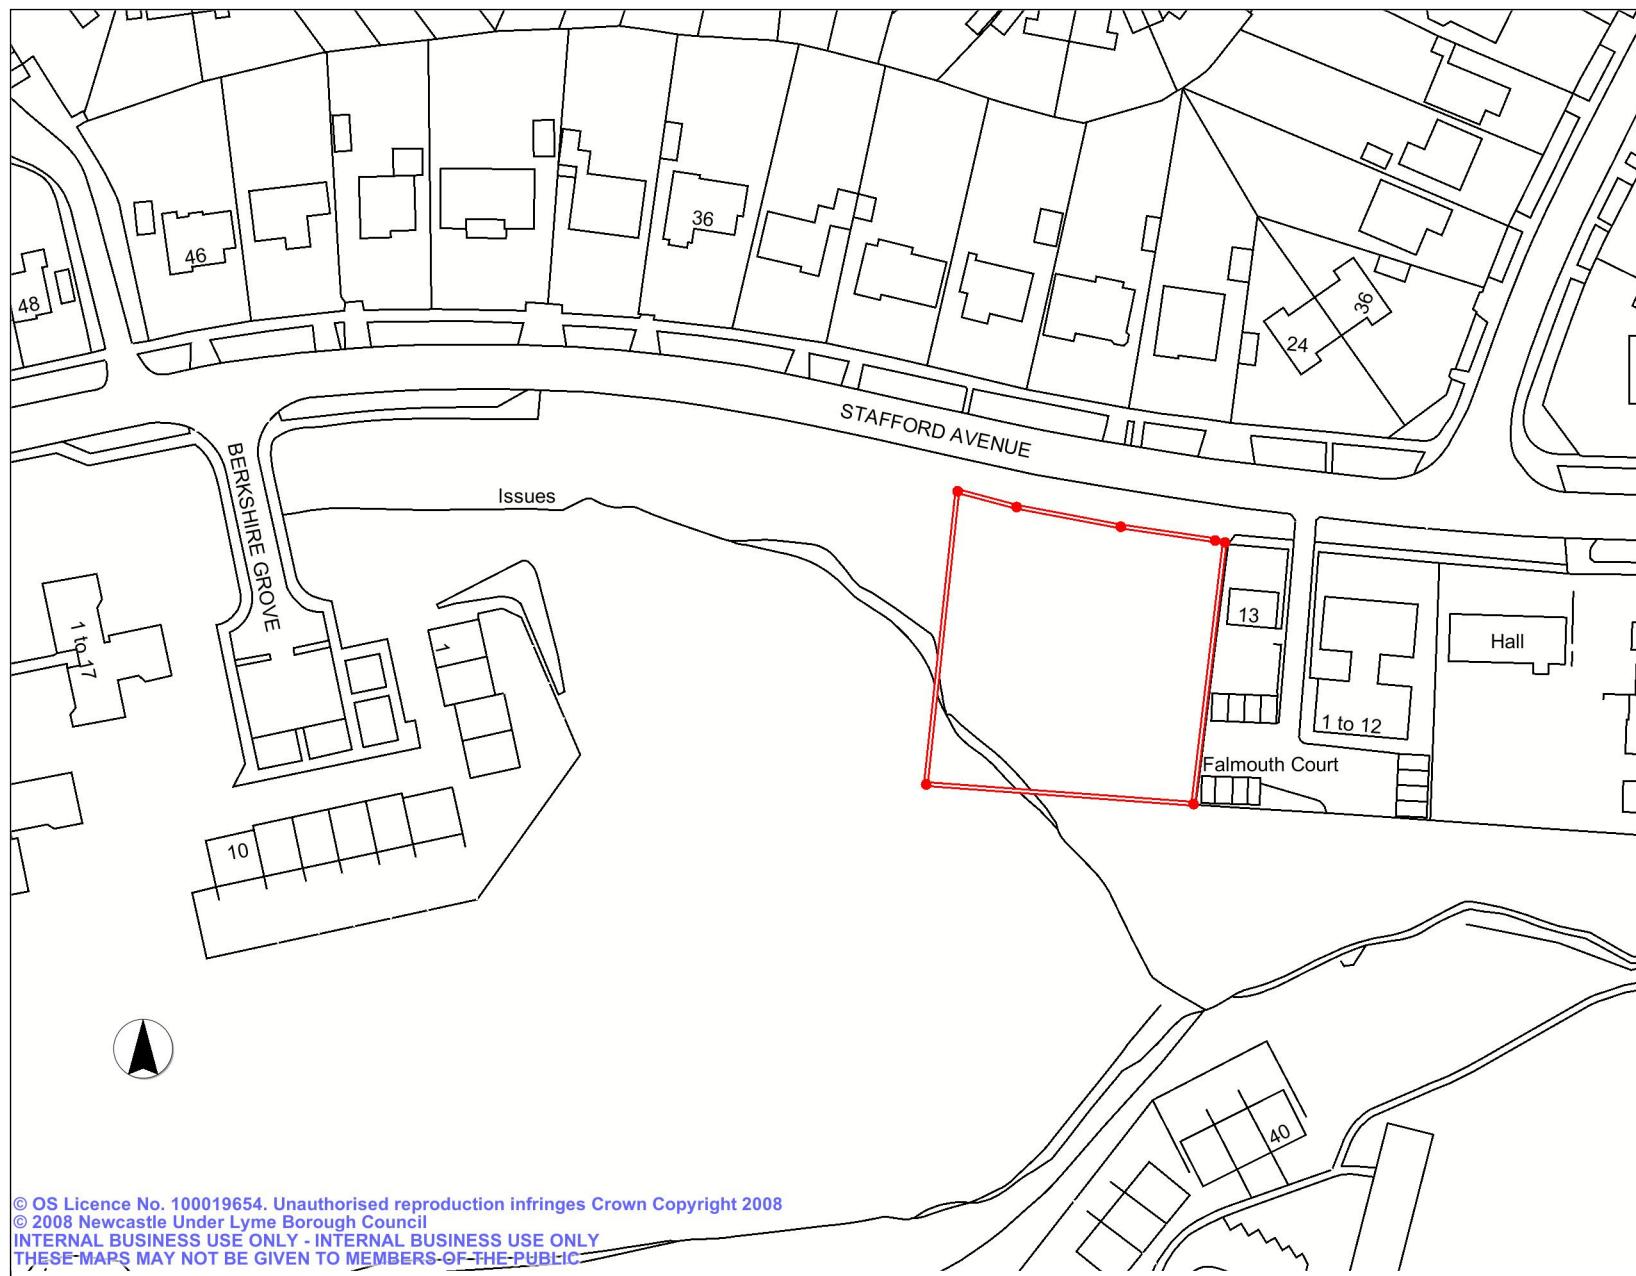 46
48
36
36
24
STAFFORD AVENUE
BERKSHIRE GROVE
Issues
13
Hall
1 to 17
1
1 to 12
Falmouth Court
10
40
© OS Licence No. 100019654. Unauthorised reproduction infringes Crown Copyright 2008
© 2008 Newcastle Under Lyme Borough Council
INTERNAL BUSINESS USE ONLY - INTERNAL BUSINESS USE ONLY
THESE MAPS MAY NOT BE GIVEN TO MEMBERS OF THE PUBLIC